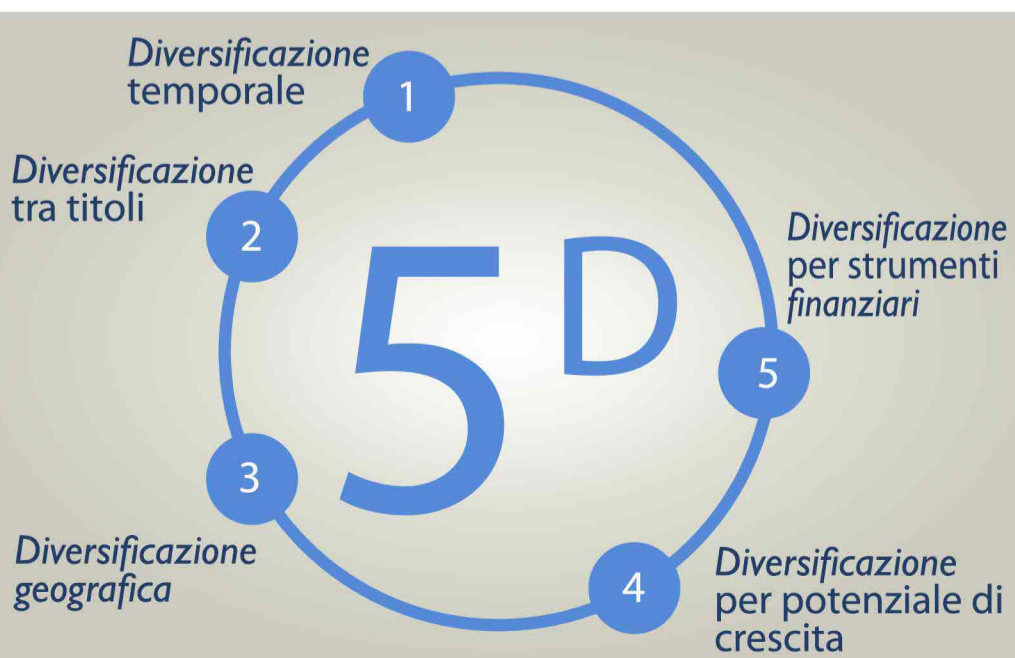 Diversificazione
temporale
1
Diversificazione
tra titoli
2
5 D
Diversificazione
per strumenti
finanziari
5
3
Diversificazione
geografica
4
Diversificazione
per potenziale di
crescita